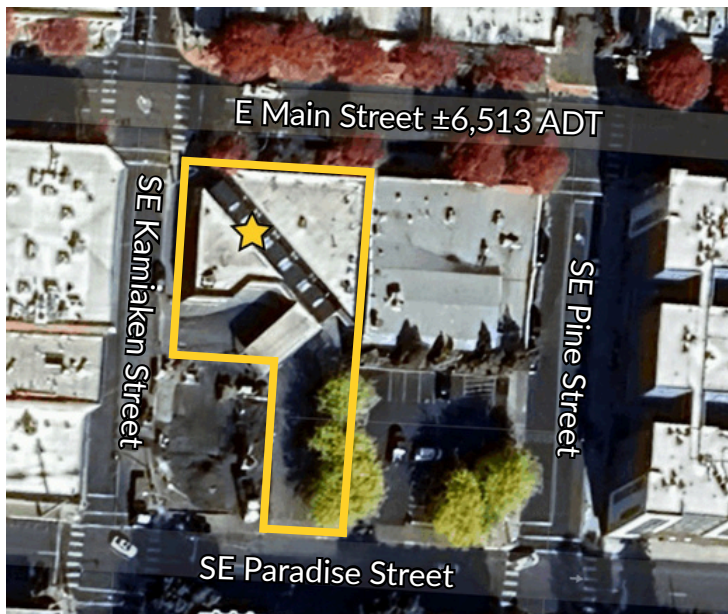 E Main Street ±6,513 ADT
SE Kamiaken Street
SE Pine Street
SE Paradise Street